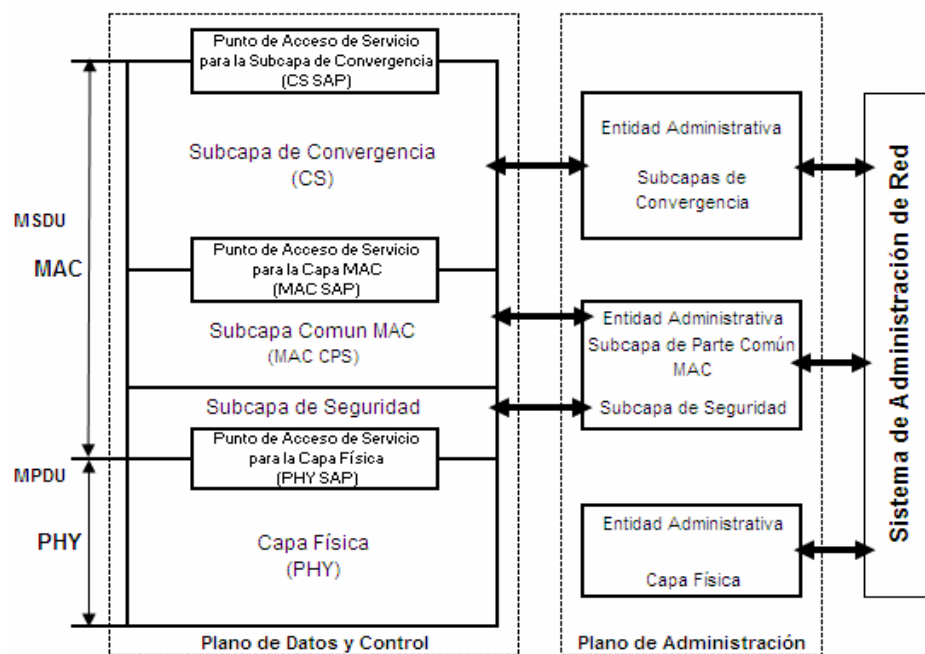 Punto de Acceso de Servicio
para la Subcapa de Convergencia
(CS SAP)
Subcapa de Convergencia
(CS)
MSDU
MAC
Punto de Acceso de Servicio
para la Capa MAC
(MAC SAP)
Subcapa Comun MAC
(MAC CPS)
Subcapa de Seguridad
Punto de Acceso de Servicio
para la Capa Física
(PHY SAP)
MPDU
PHY
Capa Física
(PHY)
Plano de Datos y Control
Entidad Administrativa
Subcapas de
Convergencia
Entidad Administrativa
Subcapa de Parte Común
MAC
Subcapa de Seguridad
Entidad Administrativa
Capa Física
Plano de Administración
Sistema de Administración de Red